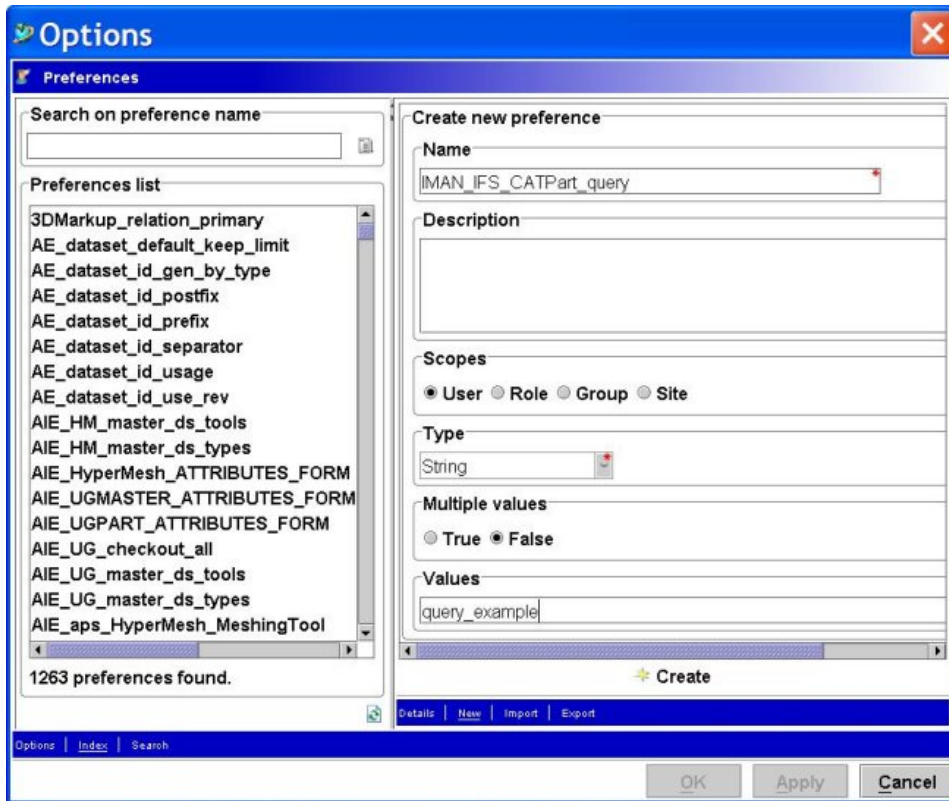 Options
Preferences
Search on preference name
Preferences list
3DMarkup_relation_primary
AE_dataset_default_keep_limit
AE_dataset_id_gen_by_type
AE_dataset_id_postfix
AE_dataset_id_prefix
AE_dataset_id_separator
AE_dataset_id_usage
AE_dataset_id_use_rev
AIE_HM_master_ds_tools
AIE_HM_master_ds_types
AIE_HyperMesh_ATTRIBUTES_FORM
AIE_UGMASTER_ATTRIBUTES_FORM
AIE_UGPART_ATTRIBUTES_FORM
AIE_UG_checkout_all
AIE_UG_master_ds_tools
AIE_UG_master_ds_types
AIE_aps_HyperMesh_MeshingTool
1263 preferences found.
Create new preference
Name
IMAN_IFS_CATPart_query
Description
Scopes
User Role Group Site
Type
String
Multiple values
True False
Values
query_example
Create
Details | New | Import | Export
Options | Index | Search
OK Apply Cancel